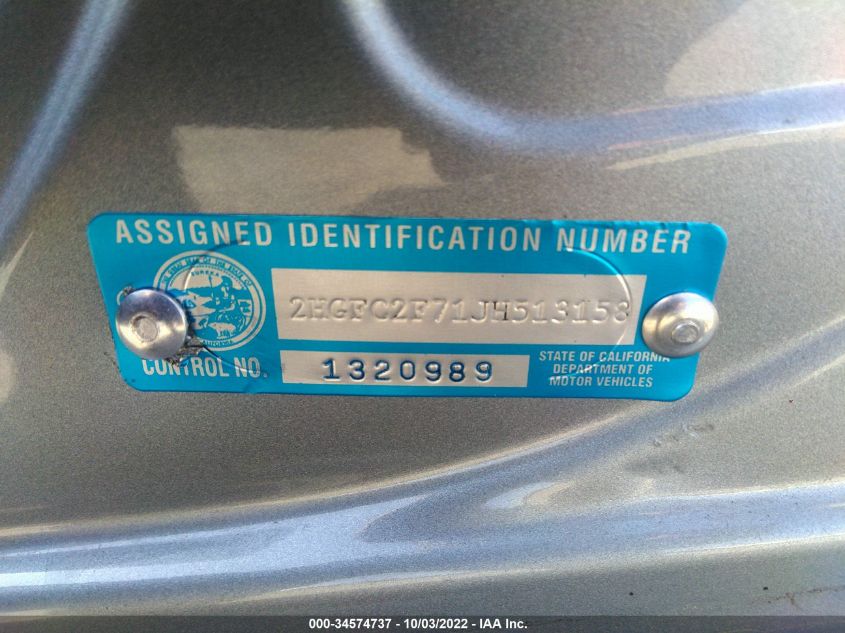 ASSIGNED IDENTIFICATION NUMBER
EUREKA
2HGFC2F71JH513158
CONTROL NO.
1320989
STATE OF CALIFORNIA
DEPARTMENT OF
MOTOR VEHICLES
000-34574737 - 10/03/2022 - IAA Inc.